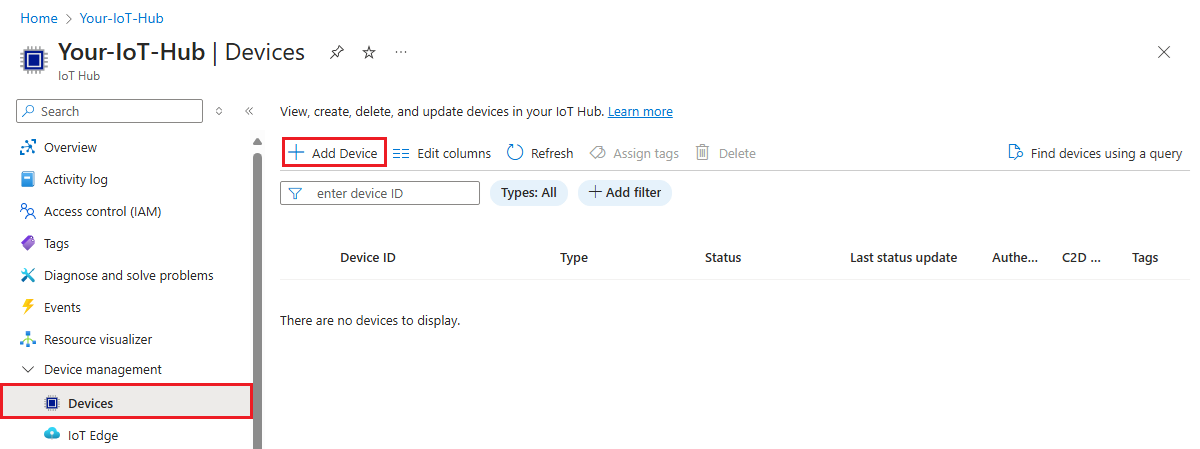 Home > Your-IoT-Hub
Your-IoT-Hub | Devices
IoT Hub
Search
View, create, delete, and update devices in your IoT Hub. Learn more
Add Device Edit columns Refresh Assign tags Delete Find devices using a query
enter device ID Types: All Add filter
Device ID Type Status Last status update Authe... C2D ... Tags
There are no devices to display.
Overview
Activity log
Access control (IAM)
Tags
Diagnose and solve problems
Events
Resource visualizer
Device management
Devices
IoT Edge